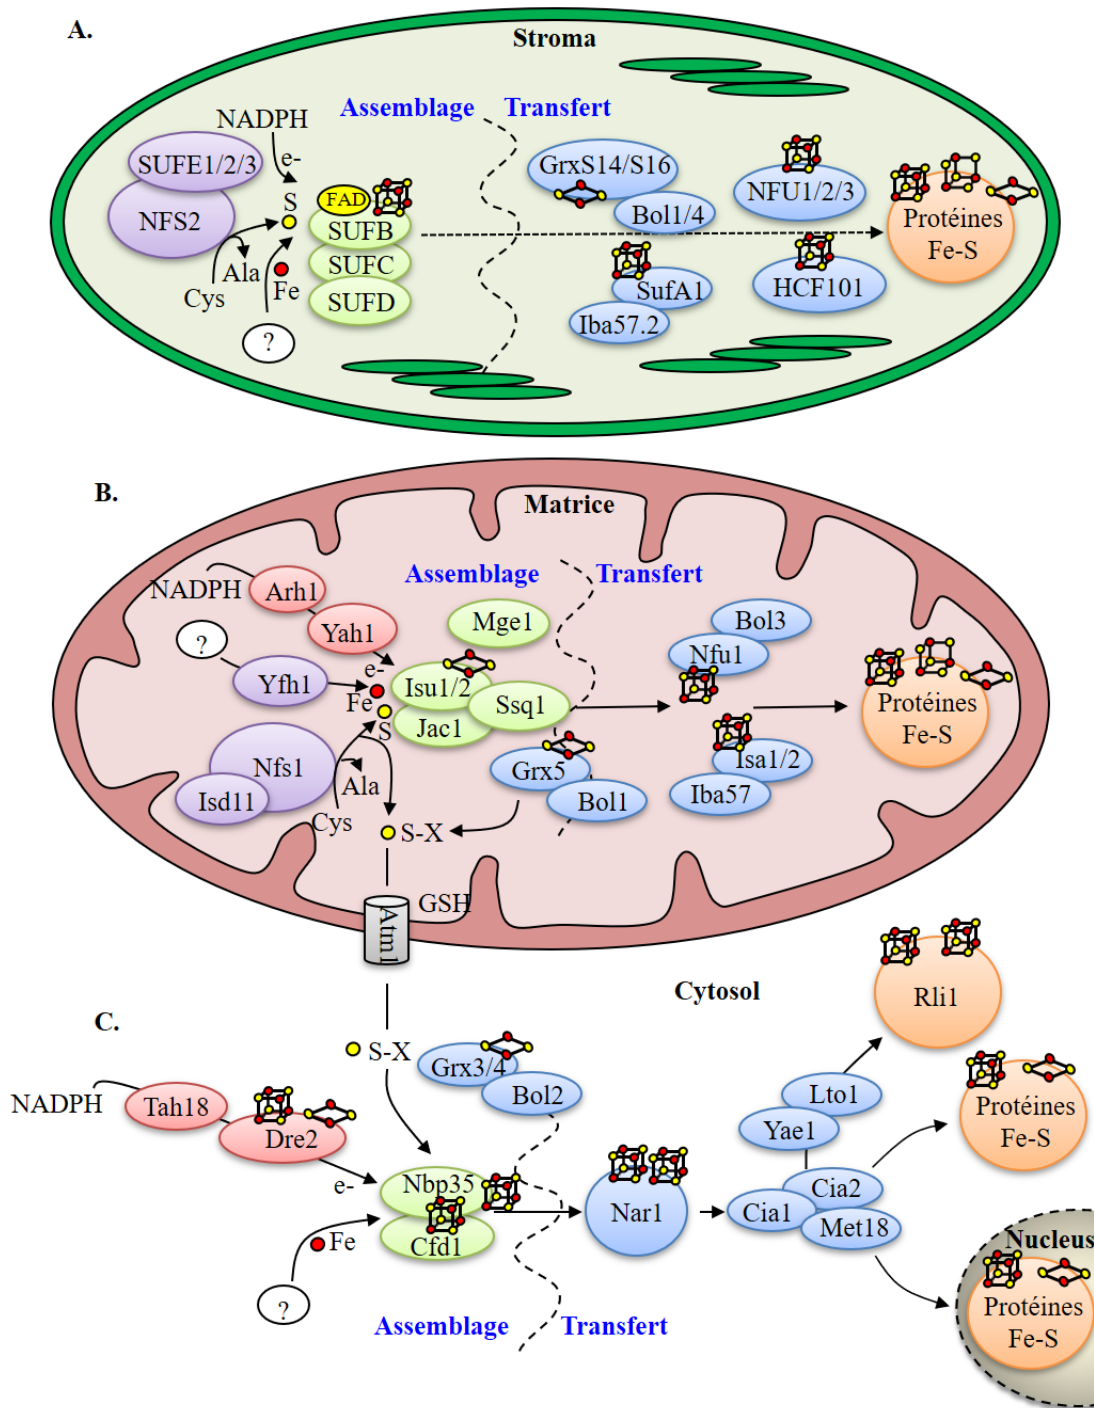 A.
Stroma
Assemblage
Transfert
NADPH
e-
SUFE1/2/3
NFS2
S
FAD
SUFB
SUFC
SUFD
Ala
Cys
Fe
?
GrxS14/S16
Bol1/4
NFU1/2/3
SufA1
Iba57.2
HCF101
Protéines
Fe-S
B.
Matrice
Assemblage
Transfert
NADPH
Arh1
Yah1
?
Yfh1
e-
Fe
S
Mge1
Isu1/2
Jac1
Ssq1
Nfs1
Isd11
Ala
Cys
Grx5
Bol1
S-X
Bol3
Nfu1
Isa1/2
Iba57
Protéines
Fe-S
GSH
Atm1
Cytosol
C.
S-X
Grx3/4
Bol2
NADPH
Tah18
Dre2
e-
Nbp35
Cfd1
Fe
?
Assemblage
Transfert
Nar1
Cia1
Cia2
Met18
Yae1
Lto1
Rli1
Protéines
Fe-S
Nucleus
Protéines
Fe-S